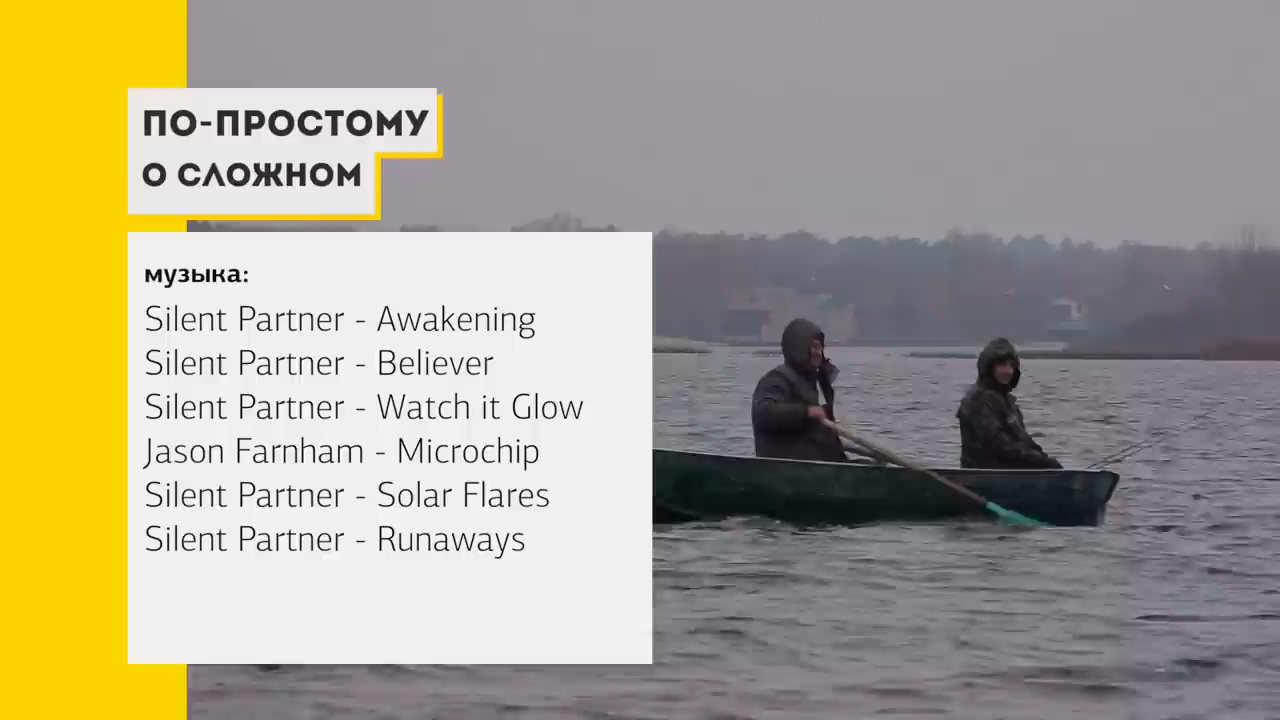 ПО-ПРОСТОМУ
О СЛОЖНОМ
музыка:
Silent Partner - Awakening
Silent Partner - Believer
Silent Partner - Watch it Glow
Jason Farnham - Microchip
Silent Partner - Solar Flares
Silent Partner - Runaways